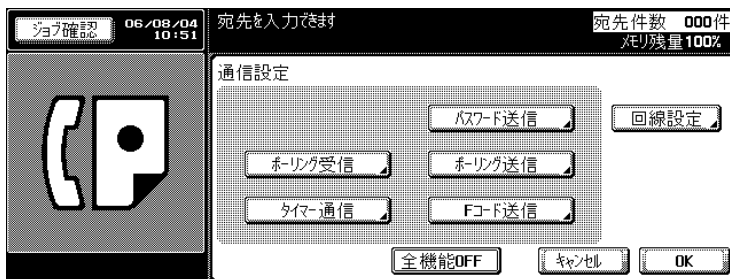 ジョブ確認
06/08/04
10:51
宛先を入力できます
宛先件数 000件
メモリ残量100%
通信設定
パスワード送信
回線設定
ポーリング受信
ポーリング送信
タイマー通信
Fコード送信
全機能OFF
キャンセル
OK